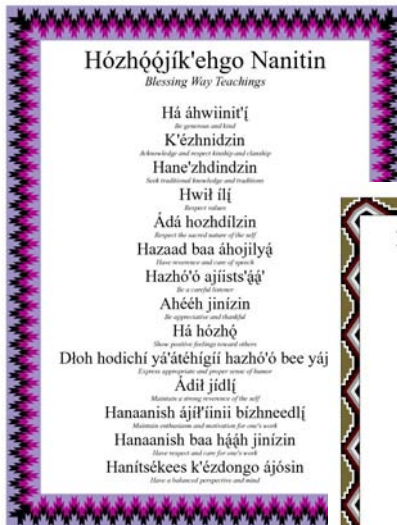 Hózhǫ́ǫ́jík'ehgo Nanitin
Blessing Way Teachings
Há áhwiinit'į́
Be generous and kind
K'ézhnidzin
Acknowledge and respect kinship and clanship
Hane'zhdindzin
Seek traditional knowledge and traditions
Hwił ílį́
Respect values
Ádá hozhdílzin
Respect the sacred nature of the self
Hazaad baa áhojilyą́
Have reverence and care of speech
Hazhó'ó ajíists'ą́ą́'
Be a careful listener
Ahééh jinízin
Be appreciative and thankful
Há hózhǫ́
Show positive feelings toward others
Dłoh hodichí yá'átéhígíí hazhó'ó bee yáj
Express appropriate and proper sense of humor
Ádił jídlį́
Maintain a strong reverence of the self
Hanaanish ájíł'íinii bízhneedlį́
Maintain enthusiasm and motivation for one's work
Hanaanish baa hą́ą́h jinízin
Have respect and care for one's work
Hanítsékees k'ézdongo ájósin
Have a balanced perspective and mind